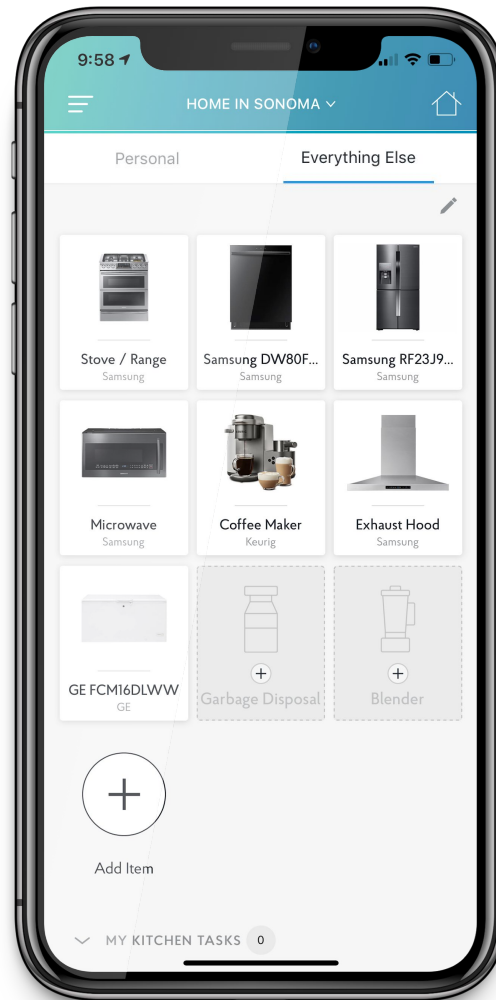 9:58
HOME IN SONOMA
Personal
Everything Else
Stove / Range
Samsung
Samsung DW80F...
Samsung
Samsung RF23J9...
Samsung
Microwave
Samsung
Coffee Maker
Keurig
Exhaust Hood
Samsung
GE FCM16DLWW
GE
Garbage Disposal
Blender
Add Item
MY KITCHEN TASKS 0